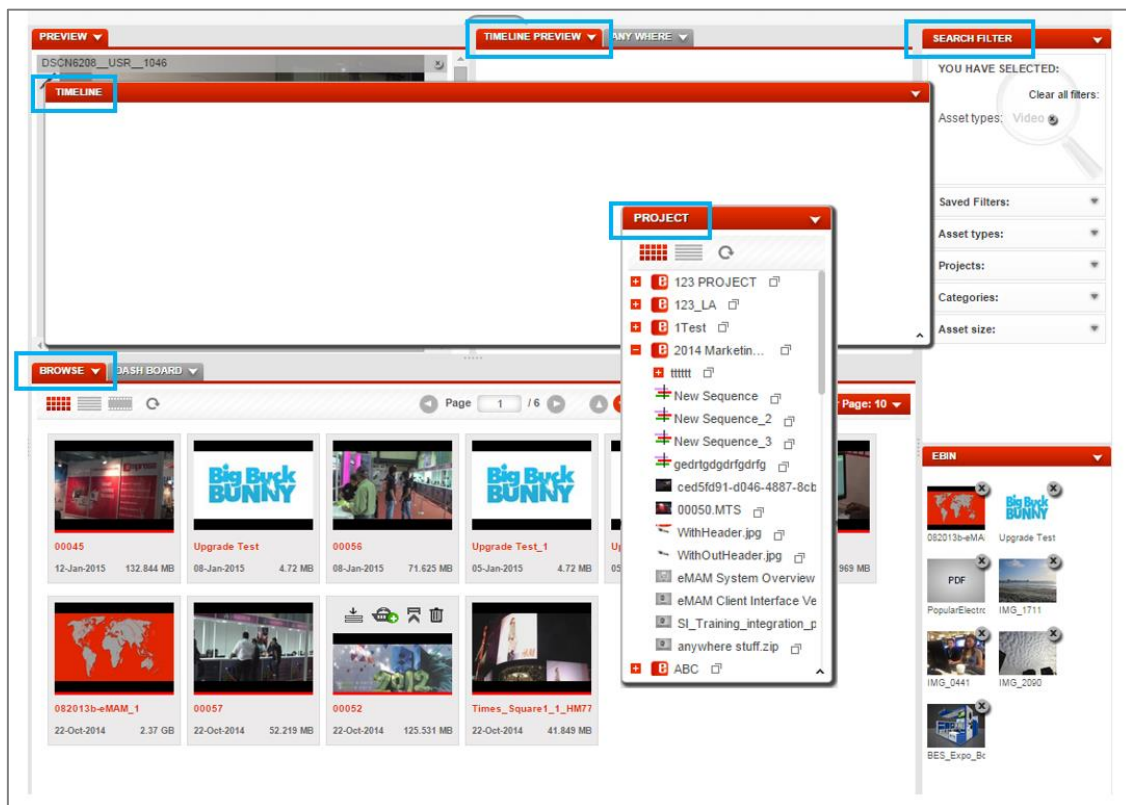 PREVIEW
TIMELINE PREVIEW
ANY WHERE
SEARCH FILTER
DSCN6208__USR__1046
TIMELINE
YOU HAVE SELECTED:
Clear all filters:
Asset types: Video
Saved Filters:
Asset types:
Projects:
Categories:
Asset size:
PROJECT
123 PROJECT
123_LA
1Test
2014 Marketin...
tttttt
New Sequence
New Sequence_2
New Sequence_3
gedrtgdgdrfgdrfg
ced5fd91-d046-4887-8cb
00050.MTS
WithHeader.jpg
WithOutHeader.jpg
eMAM System Overview
eMAM Client Interface Ve
SI_Training_integration_p
anywhere stuff.zip
ABC
BROWSE
DASH BOARD
Page 1 / 6
Page: 10
Big Buck
BUNNY
Big Buck
BUNNY
00045
12-Jan-2015 132.844 MB
Upgrade Test
08-Jan-2015 4.72 MB
00056
08-Jan-2015 71.625 MB
Upgrade Test_1
05-Jan-2015 4.72 MB
969 MB
2012
082013b-eMAM_1
22-Oct-2014 2.37 GB
00057
22-Oct-2014 52.219 MB
00052
22-Oct-2014 125.531 MB
Times_Square1_1_HM77
22-Oct-2014 41.849 MB
EBIN
Big Buck
BUNNY
082013b-eMAI
Upgrade Test
PDF
PopularElectro
IMG_1711
IMG_0441
IMG_2090
BES_Expo_Bo